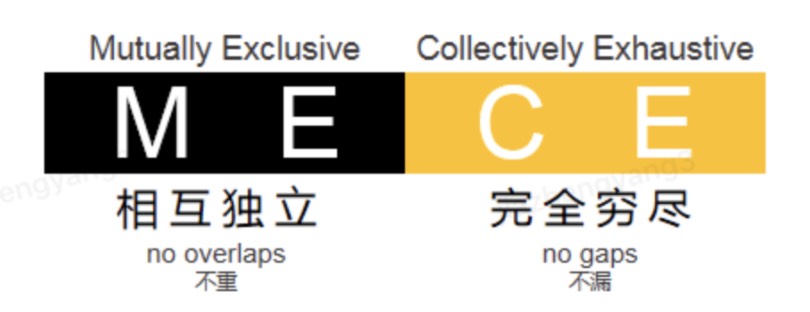 Mutually Exclusive Collectively Exhaustive
M E C E
相互独立 完全穷尽
no overlaps no gaps
不重 不漏